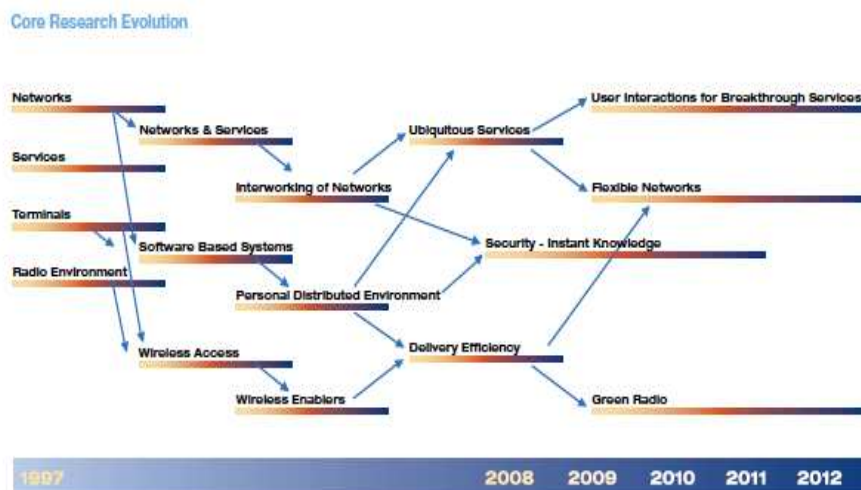 Core Research Evolution
Networks
Networks & Services
Services
Terminals
Radio Environment
Software Based Systems
Wireless Access
Interworking of Networks
Personal Distributed Environment
Wireless Enablers
Ubiquitous Services
Security - Instant Knowledge
Delivery Efficiency
User Interactions for Breakthrough Services
Flexible Networks
Green Radio
1997 2008 2009 2010 2011 2012